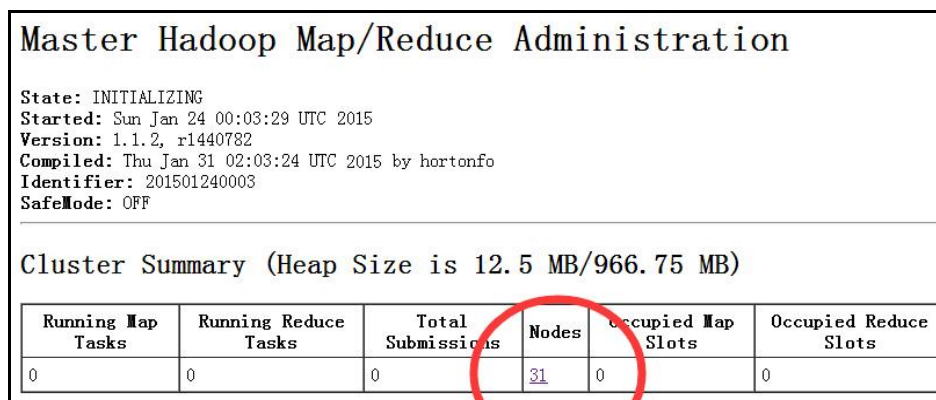 Master Hadoop Map/Reduce Administration
State: INITIALIZING
Started: Sun Jan 24 00:03:29 UTC 2015
Version: 1.1.2, r1440782
Compiled: Thu Jan 31 02:03:24 UTC 2015 by hortonfo
Identifier: 201501240003
SafeMode: OFF
Cluster Summary (Heap Size is 12.5 MB/966.75 MB)
Running Map Tasks Running Reduce Tasks Total Submissions Nodes Occupied Map Slots Occupied Reduce Slots
0 0 0 31 0 0